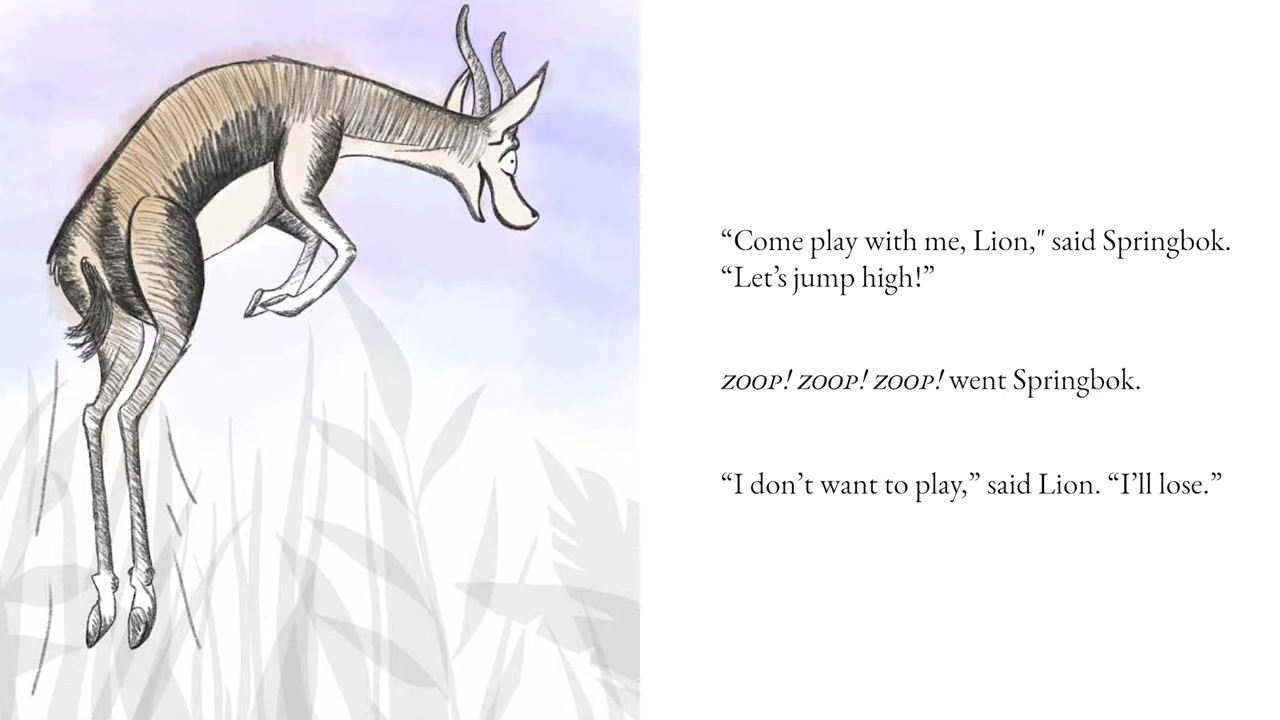 “Come play with me, Lion," said Springbok.
“Let’s jump high!”
ZOOP! ZOOP! ZOOP! went Springbok.
“I don’t want to play,” said Lion. “I’ll lose.”